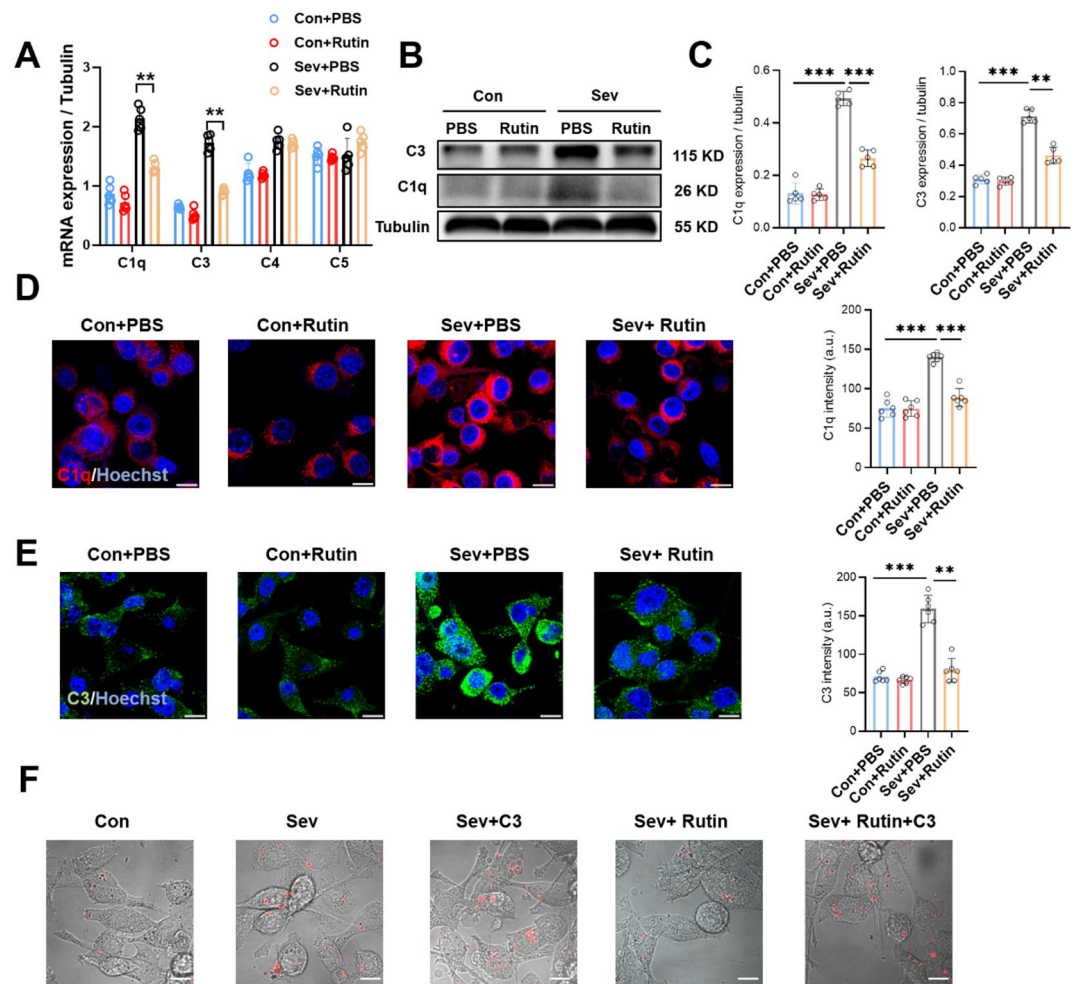 A
mRNA expression / Tubulin
3
2
1
0
C1q C3 C4 C5
** **
Con+PBS
Con+Rutin
Sev+PBS
Sev+Rutin
B
Con Sev
PBS Rutin PBS Rutin
C3 115 KD
C1q 26 KD
Tubulin 55 KD
C
C1q expression / tubulin
0.6
0.4
0.2
0.0
*** ***
Con+PBS
Con+Rutin
Sev+PBS
Sev+Rutin
C3 expression / tubulin
0.8
0.6
0.4
0.2
0.0
*** **
Con+PBS
Con+Rutin
Sev+PBS
Sev+Rutin
D
Con+PBS Con+Rutin Sev+PBS Sev+ Rutin
C1q/Hoechst
C1q intensity (a.u.)
200
150
100
50
0
*** ***
Con+PBS
Con+Rutin
Sev+PBS
Sev+Rutin
E
Con+PBS Con+Rutin Sev+PBS Sev+ Rutin
C3/Hoechst
C3 intensity (a.u.)
200
150
100
50
0
*** **
Con+PBS
Con+Rutin
Sev+PBS
Sev+Rutin
F
Con Sev Sev+C3 Sev+ Rutin Sev+ Rutin+C3